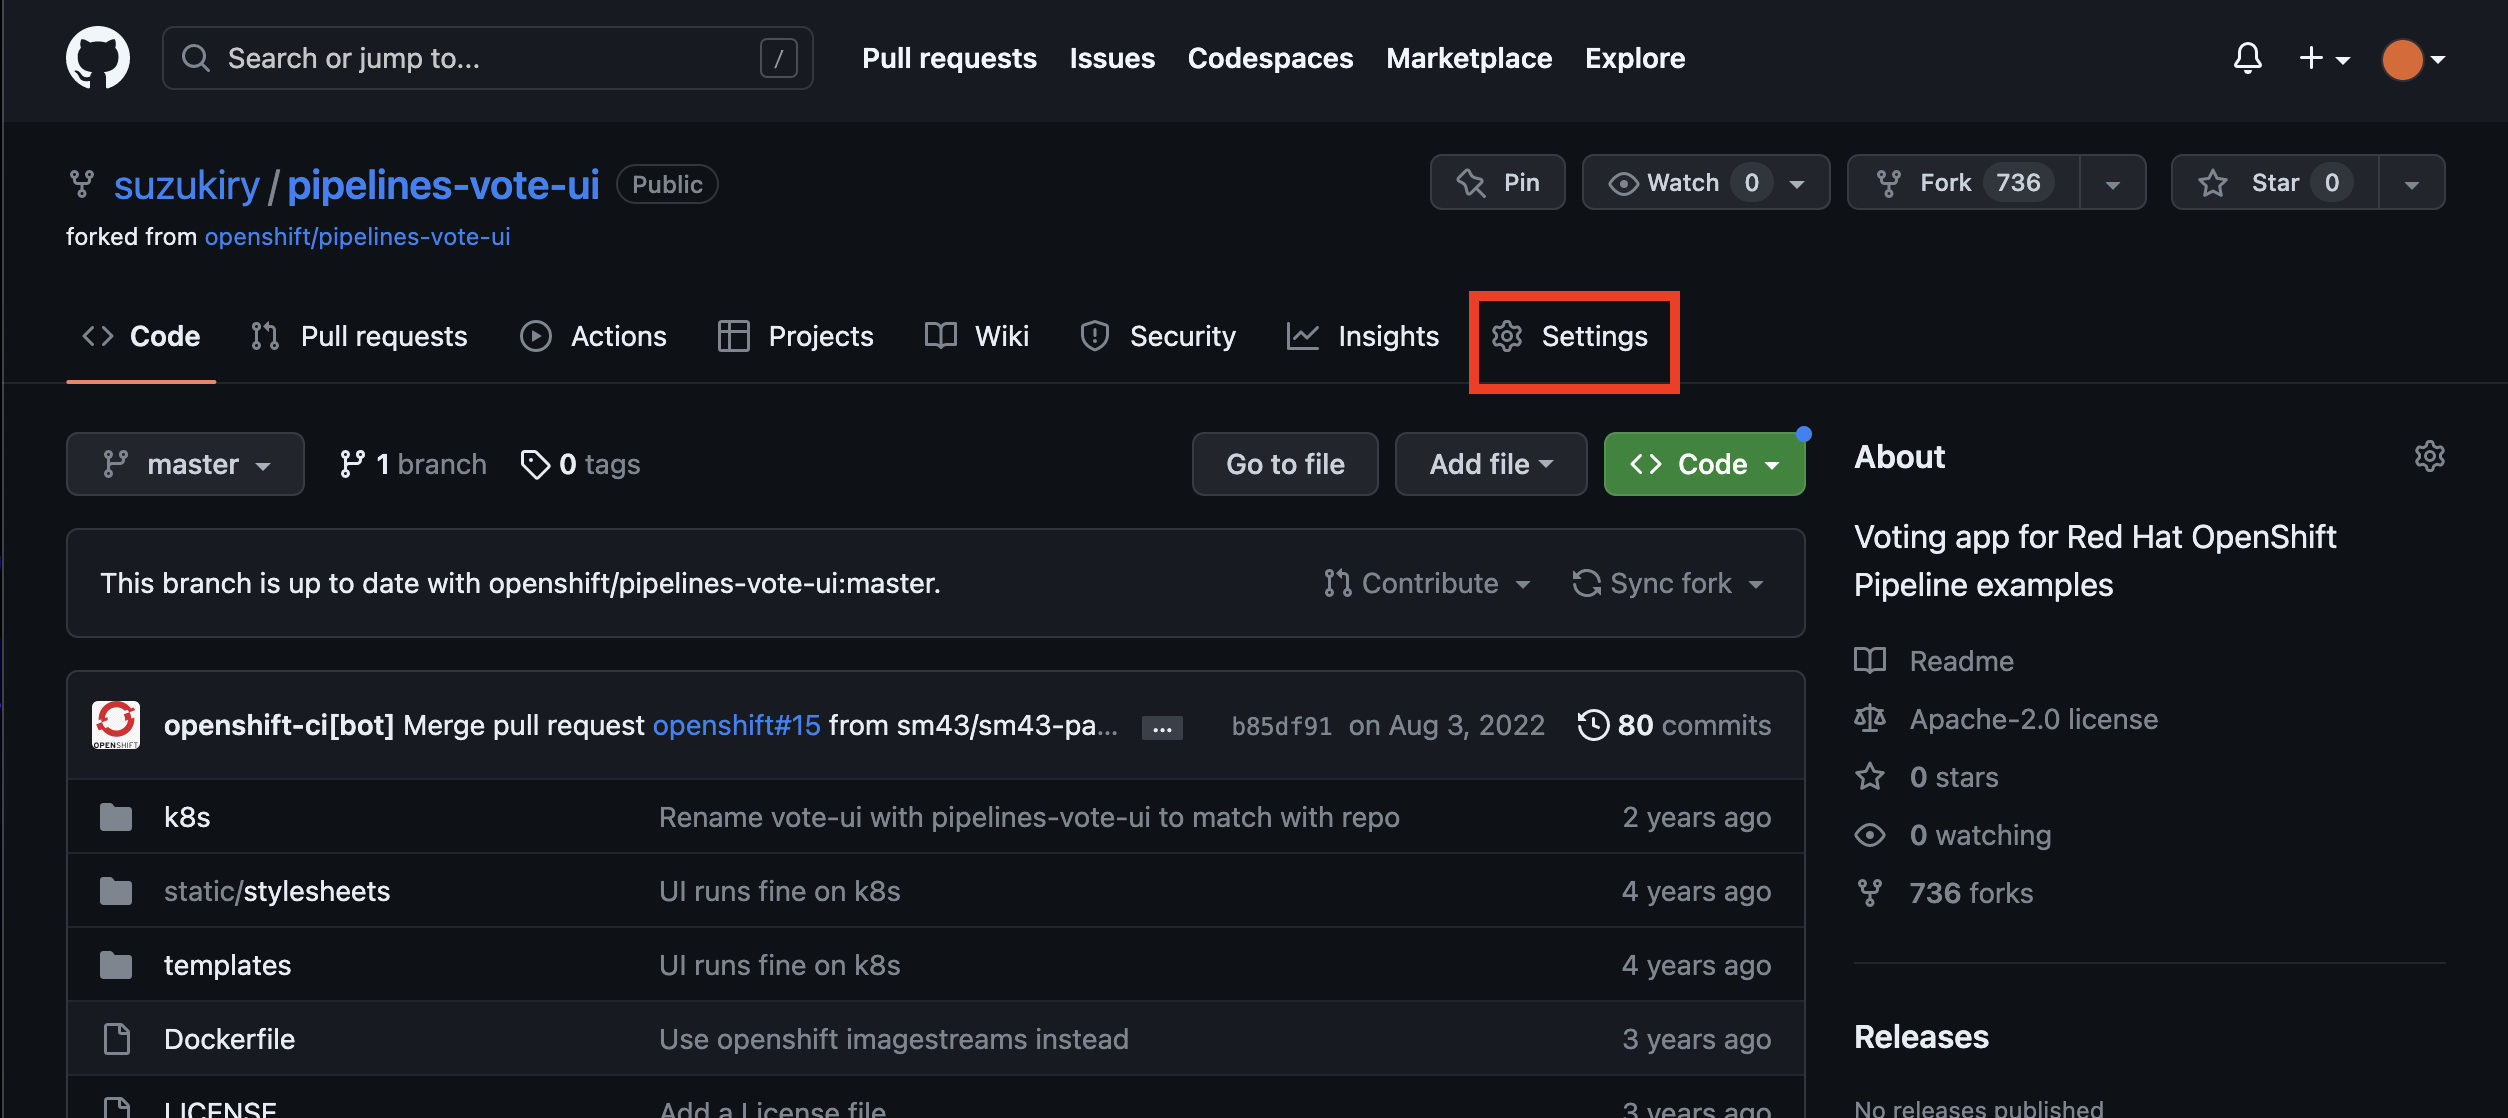 Search or jump to... /
Pull requests Issues Codespaces Marketplace Explore
suzukiry / pipelines-vote-ui Public
Pin Watch 0 Fork 736 Star 0
forked from openshift/pipelines-vote-ui
Code Pull requests Actions Projects Wiki Security Insights Settings
master 1 branch 0 tags Go to file Add file Code
This branch is up to date with openshift/pipelines-vote-ui:master. Contribute Sync fork
OPENSHIFT
openshift-ci[bot] Merge pull request openshift#15 from sm43/sm43-pa... ... b85df91 on Aug 3, 2022 80 commits
k8s Rename vote-ui with pipelines-vote-ui to match with repo 2 years ago
static/stylesheets UI runs fine on k8s 4 years ago
templates UI runs fine on k8s 4 years ago
Dockerfile Use openshift imagestreams instead 3 years ago
LICENSE Add a License file 3 years ago
About
Voting app for Red Hat OpenShift
Pipeline examples
Readme
Apache-2.0 license
0 stars
0 watching
736 forks
Releases
No releases published